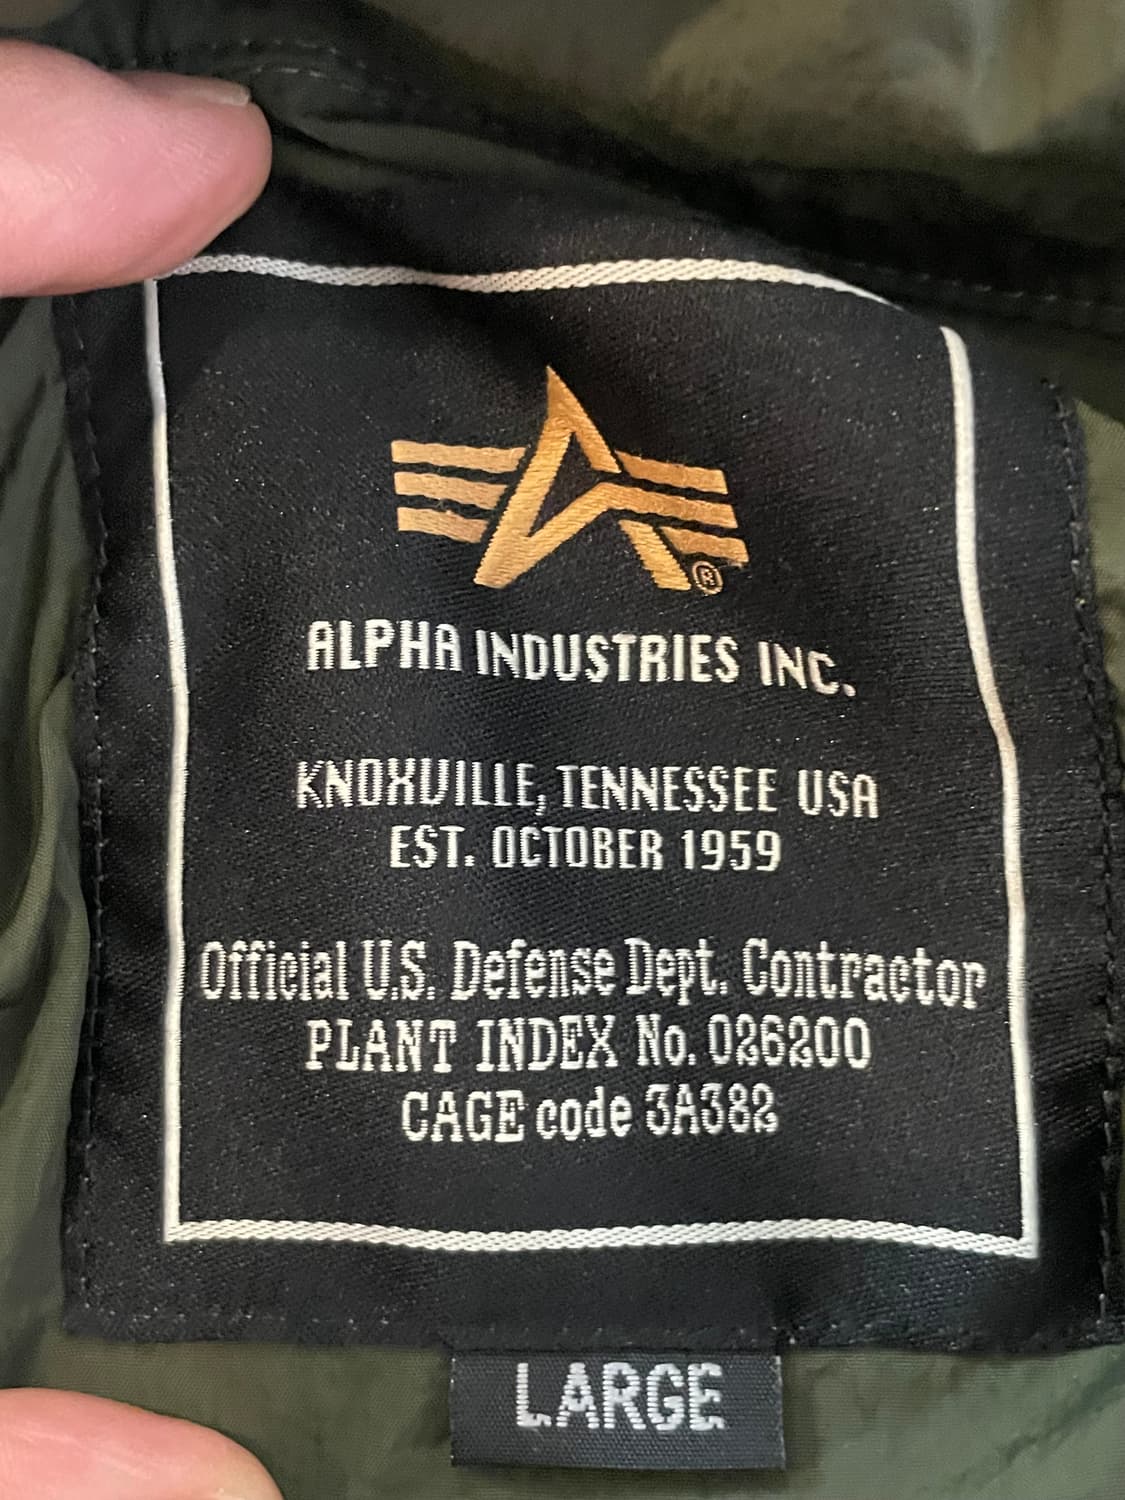 ®
ALPHA INDUSTRIES INC.
KNOXVILLE, TENNESSEE USA
EST. OCTOBER 1959
Official U.S. Defense Dept. Contractor
PLANT INDEX No. 026200
CAGE code 3A382
LARGE